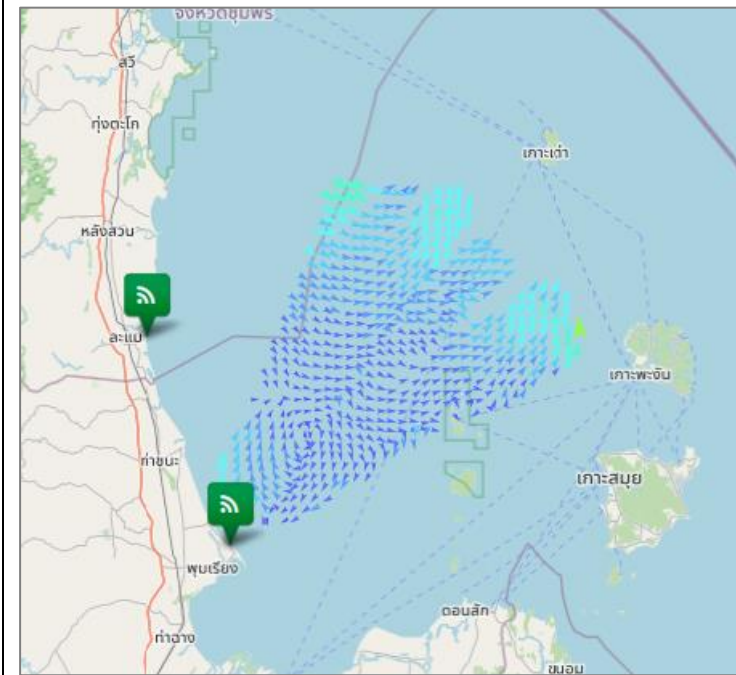 จังหวัดชุมพร
สวี
ทุ่งตะโก
เกาะเต่า
หลังสวน
ละแม
เกาะพะงัน
ท่าชนะ
เกาะสมุย
พุมเรียง
ดอนสัก
ท่าฉาง
ขนอม